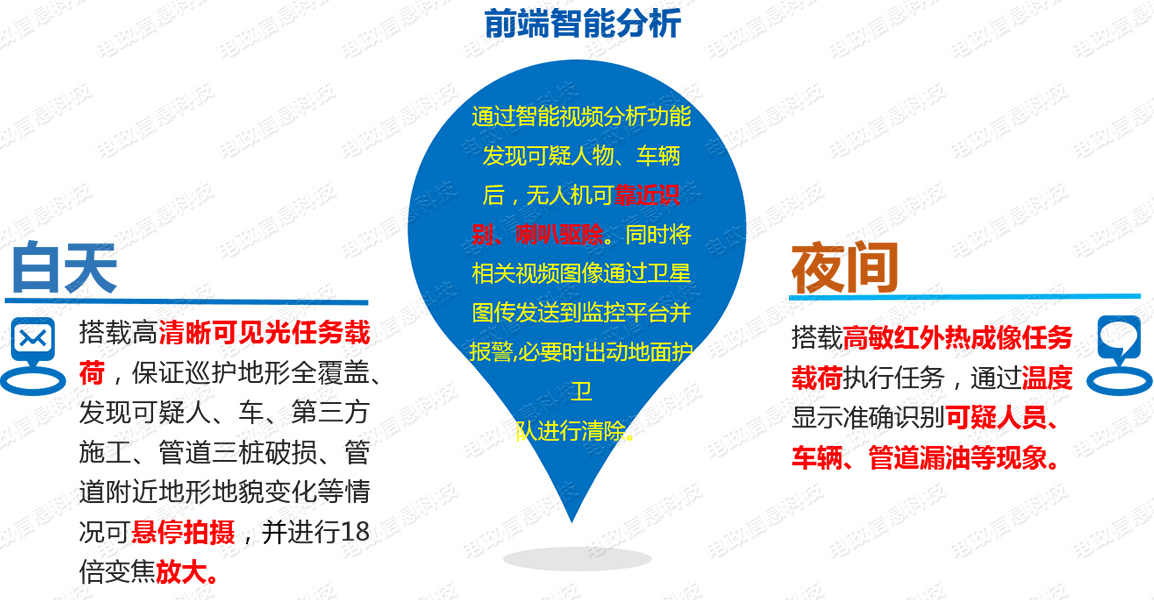 前端智能分析
通过智能视频分析功能
发现可疑人物、车辆
后，无人机可靠近识
别、喇叭驱除。同时将
相关视频图像通过卫星
图传发送到监控平台并
报警,必要时出动地面护
卫
队进行清除。
白天
搭载高清晰可见光任务载
荷，保证巡护地形全覆盖、
发现可疑人、车、第三方
施工、管道三桩破损、管
道附近地形地貌变化等情
况可悬停拍摄，并进行18
倍变焦放大。
夜间
搭载高敏红外热成像任务
载荷执行任务，通过温度
显示准确识别可疑人员、
车辆、管道漏油等现象。
电政信息科技